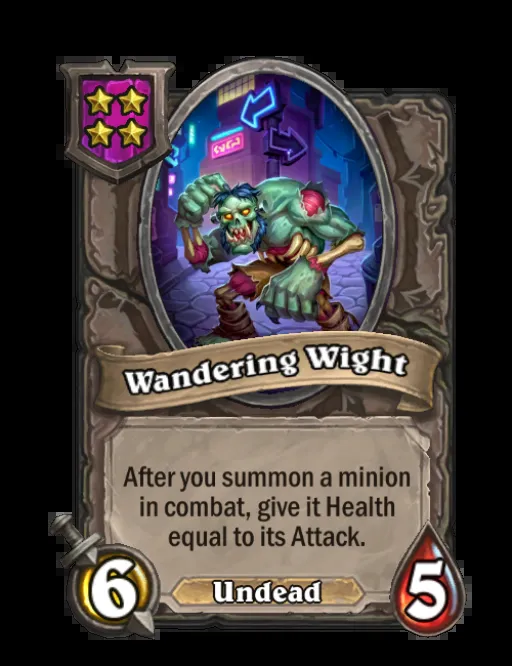 Wandering Wight
After you summon a minion
in combat, give it Health
equal to its Attack.
6
Undead
5